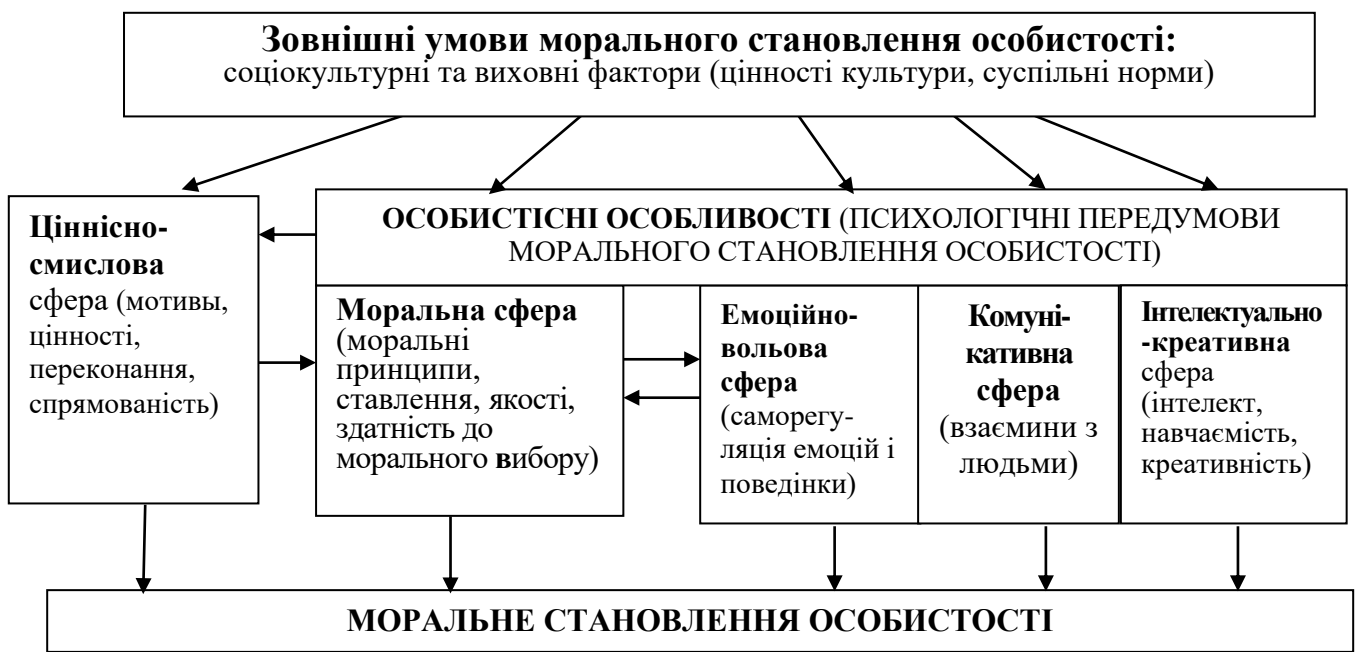 Зовнішні умови морального становлення особистості:
соціокультурні та виховні фактори (цінності культури, суспільні норми)
Ціннісно-
смислова
сфера (мотивы,
цінності,
переконання,
спрямованість)
ОСОБИСТІСНІ ОСОБЛИВОСТІ (ПСИХОЛОГІЧНІ ПЕРЕДУМОВИ
МОРАЛЬНОГО СТАНОВЛЕННЯ ОСОБИСТОСТІ)
Моральна сфера
(моральні
принципи,
ставлення, якості,
здатність до
морального вибору)
Емоційно-
вольова
сфера
(саморегу-
ляція емоцій і
поведінки)
Комуні-
кативна
сфера
(взаємини з
людьми)
Інтелектуально
-креативна
сфера
(інтелект,
навчаємість,
креативність)
МОРАЛЬНЕ СТАНОВЛЕННЯ ОСОБИСТОСТІ